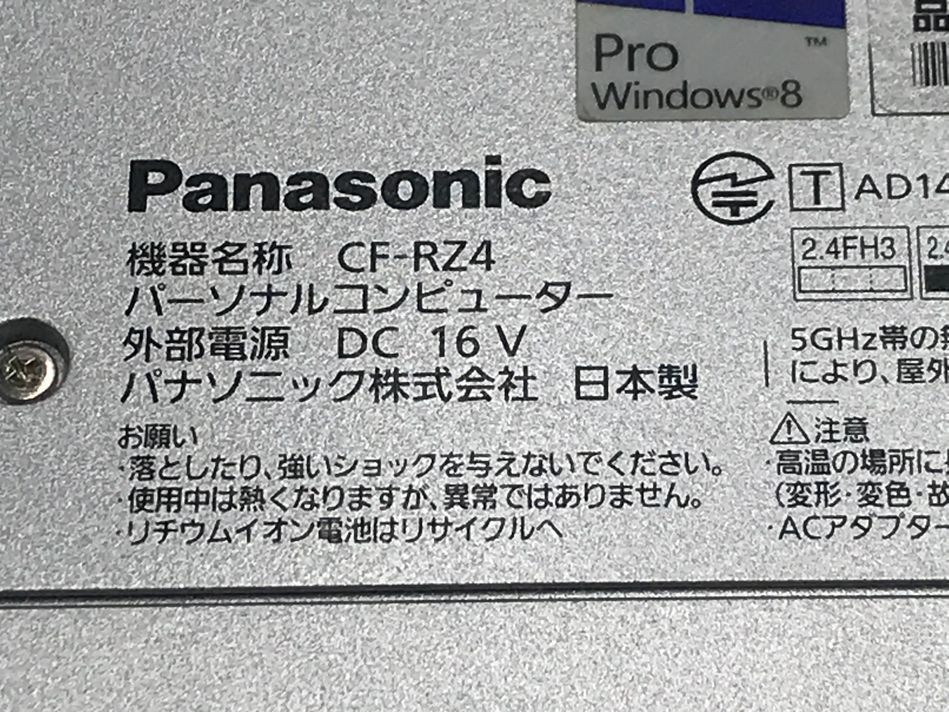 Pro
TM
Windows®8
品
Panasonic
T AD14
機器名称 CF-RZ4
2.4FH3
パーソナルコンピューター
外部電源 DC 16 V
5GHz帯の
パナソニック株式会社 日本製
により、屋外
お願い
⚠注意
・落としたり、強いショックを与えないでください。
・高温の場所に
・使用中は熱くなりますが、異常ではありません。
(変形・変色・故
・リチウムイオン電池はリサイクルへ
・ACアダプター